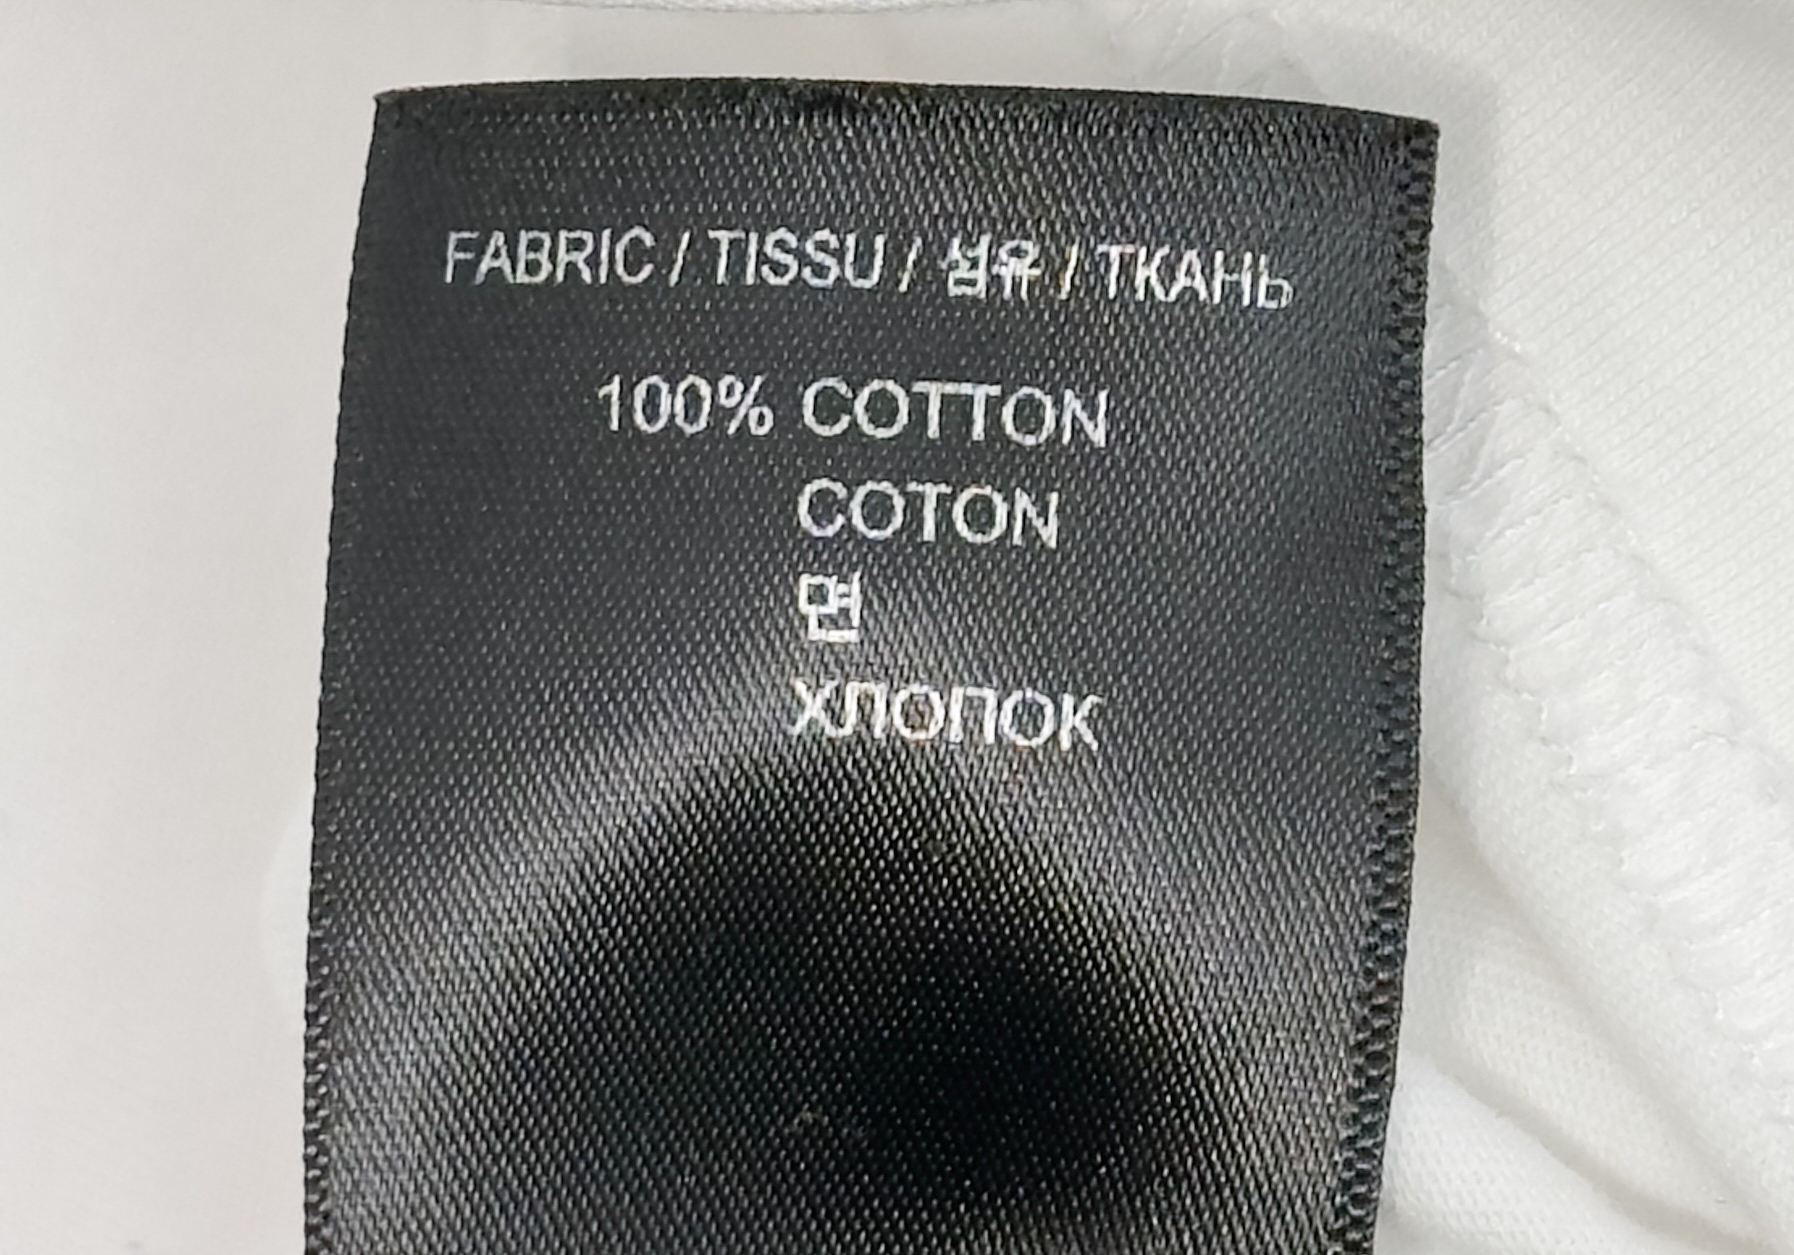 FABRIC / TISSU / 섬유 / ТКАНЬ
100% COTTON
COTON
면
ХЛОПОК